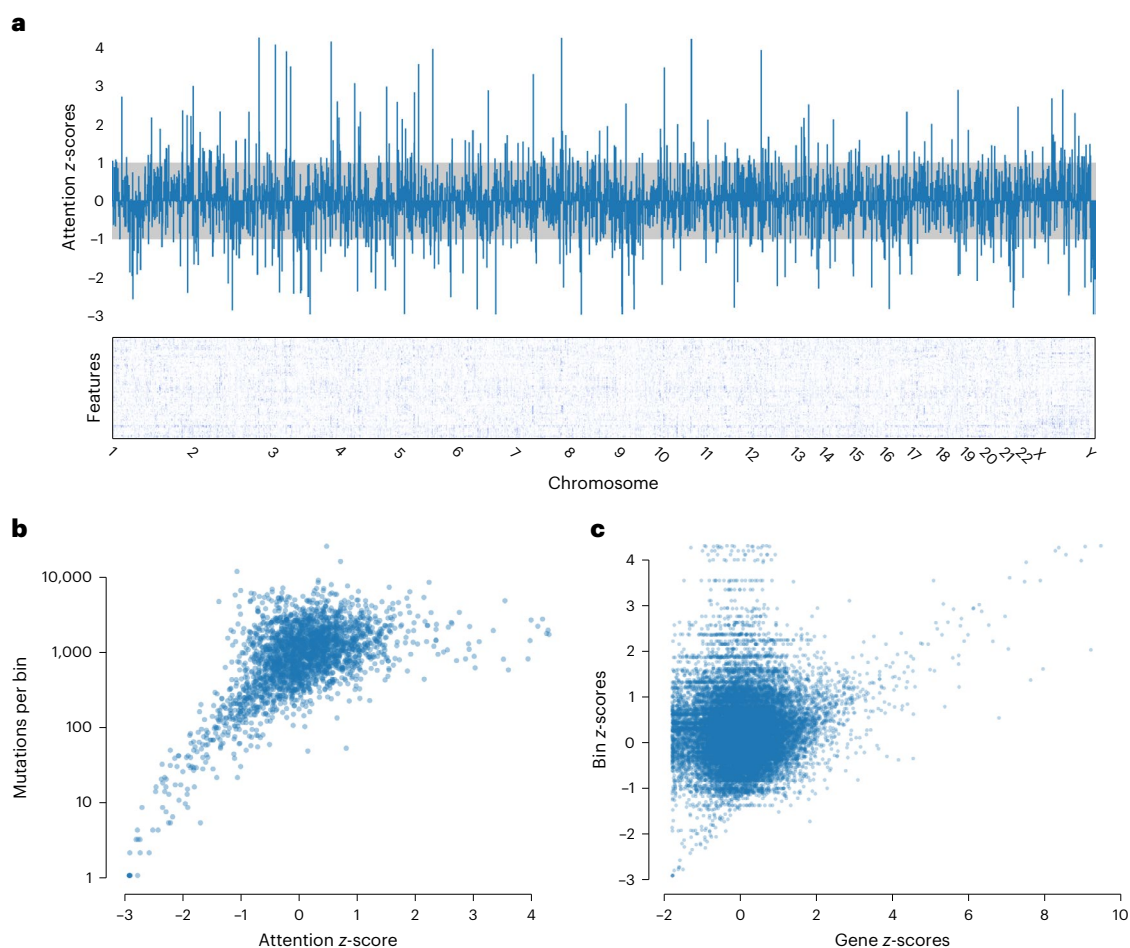 a
4
3
2
1
0
−1
−2
−3
Attention z-scores
Features
1 2 3 4 5 6 7 8 9 10 11 12 13 14 15 16 17 18 19 20 21 22 X Y
Chromosome
b
10,000
1,000
100
10
1
Mutations per bin
−3 −2 −1 0 1 2 3 4
Attention z-score
c
4
3
2
1
0
−1
−2
−3
Bin z-scores
−2 0 2 4 6 8 10
Gene z-scores